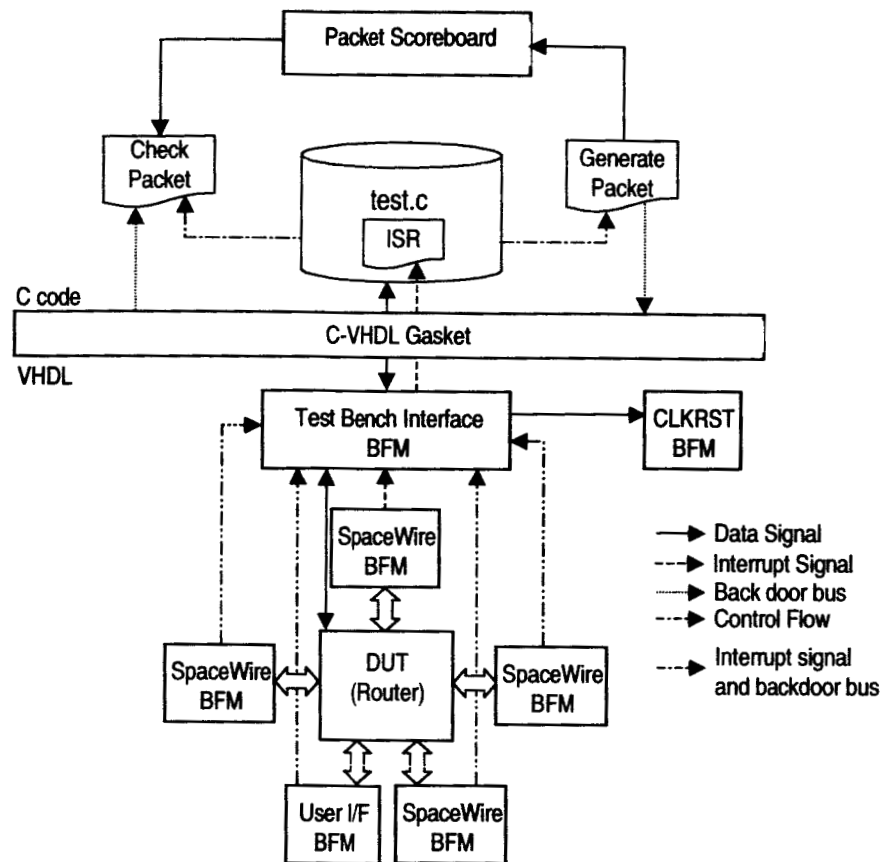 Packet Scoreboard
Check
Packet
Generate
Packet
test.c
ISR
C code
C-VHDL Gasket
VHDL
Test Bench Interface
BFM
CLKRST
BFM
SpaceWire
BFM
Data Signal
Interrupt Signal
Back door bus
Control Flow
Interrupt signal
and backdoor bus
SpaceWire
BFM
DUT
(Router)
SpaceWire
BFM
User I/F
BFM
SpaceWire
BFM